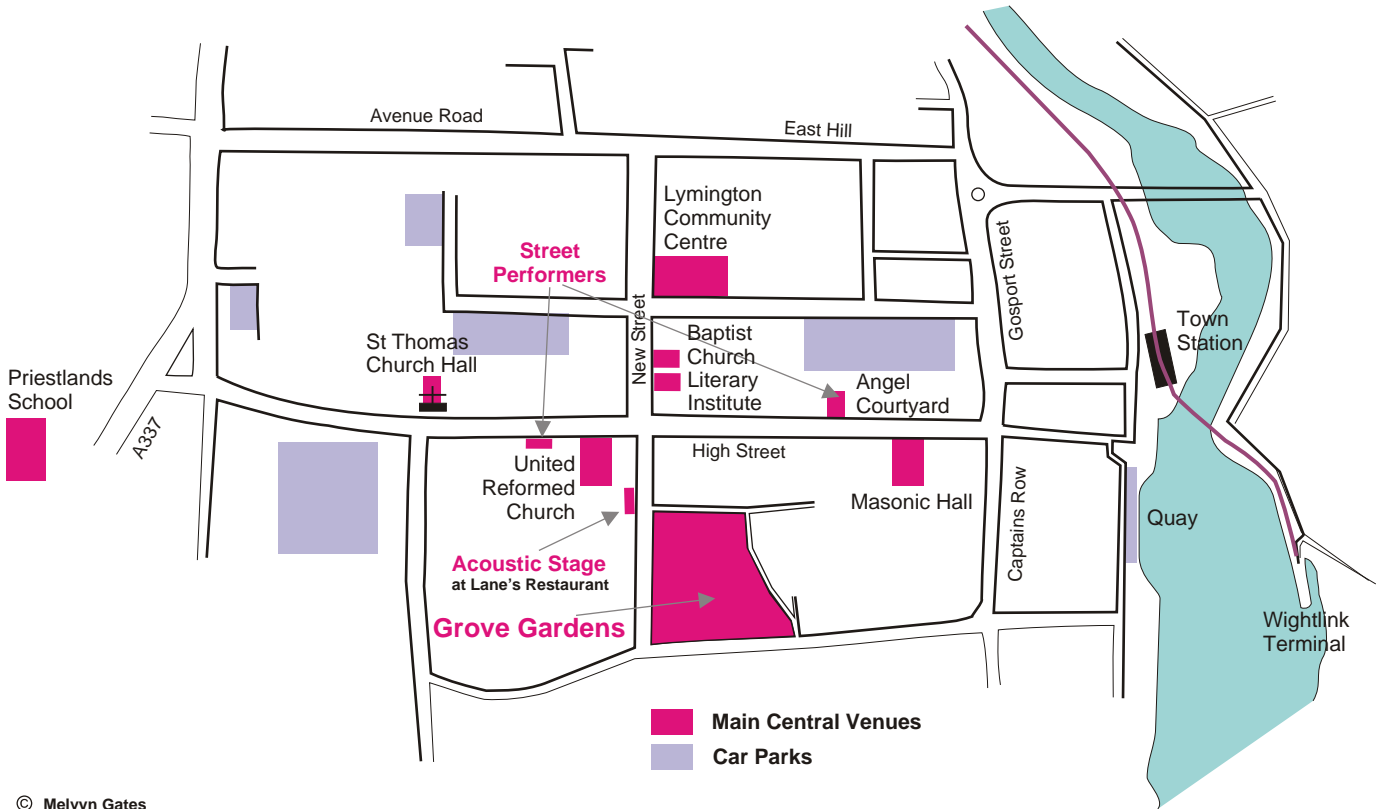 Avenue Road
East Hill
Lymington
Community
Centre
Street
Performers
Gosport Street
New Street
Town
Station
St Thomas
Church Hall
Baptist
Church
Literary
Institute
Angel
Courtyard
Priestlands
School
A337
High Street
United
Reformed
Church
Masonic Hall
Captains Row
Quay
Acoustic Stage
at Lane's Restaurant
Grove Gardens
Wightlink
Terminal
Main Central Venues
Car Parks
© Melvyn Gates